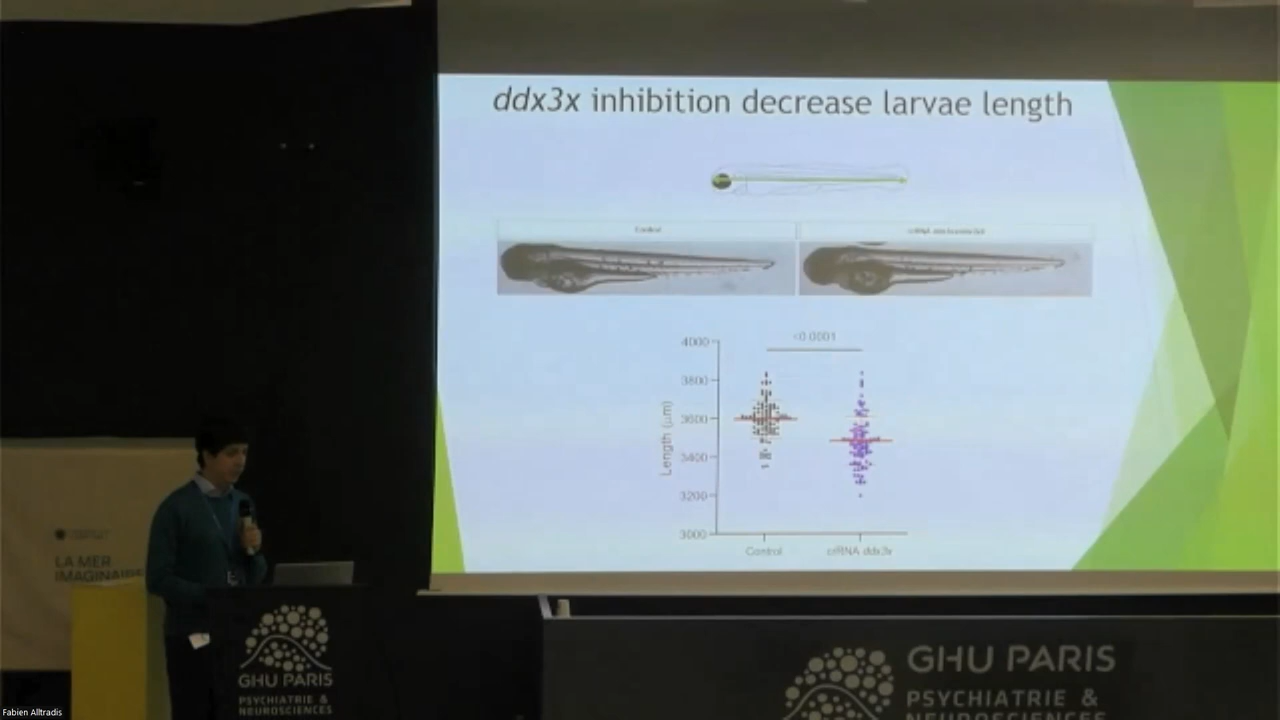 ddx3x inhibition decrease larvae length
Control
<0.0001
4000
3800
3600
3400
3200
3000
Length (μm)
Control
crRNA ddx3x
LA MER
IMAGINAIRE
GHU PARIS
PSYCHIATRIE &
NEUROSCIENCES
GHU PARIS
PSYCHIATRIE &
NEUROSCIENCES
Fabien Alltradis